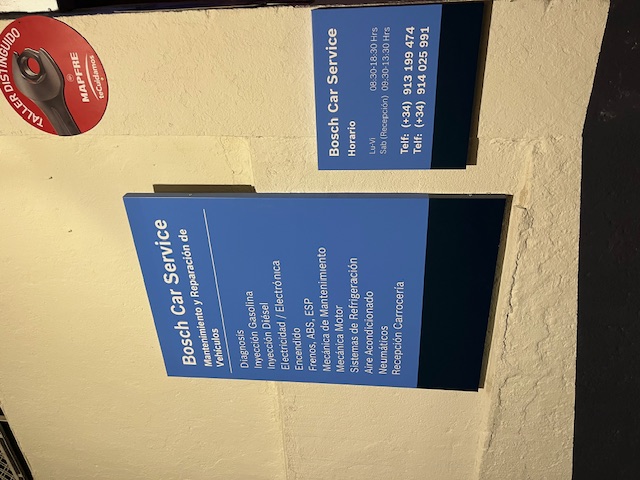 TALLER DISTINGUIDO
MAPFRE
teCuidamos
Bosch Car Service
Horario
Lu-Vi 08:30-18:30 Hrs
Sab (Recepción) 09:30-13:30 Hrs
Telf: (+34) 913 199 474
Telf: (+34) 914 025 991
Bosch Car Service
Mantenimiento y Reparación de
Vehículos
Diagnosis
Inyección Gasolina
Inyección Diésel
Electricidad / Electrónica
Encendido
Frenos, ABS, ESP
Mecánica de Mantenimiento
Mecánica Motor
Sistemas de Refrigeración
Aire Acondicionado
Neumáticos
Recepción Carrocería